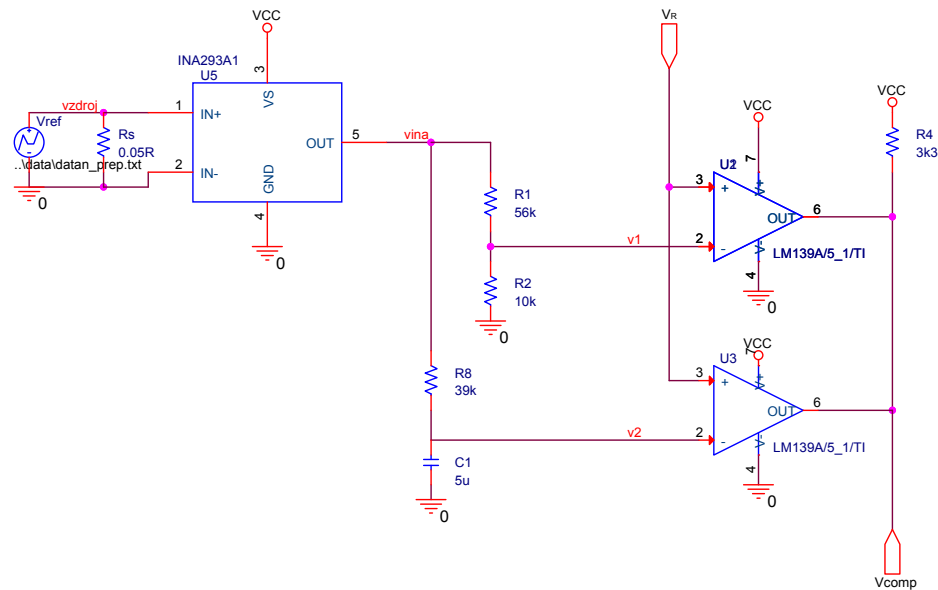 VCC
V_R
INA293A1
U5
3
VS
vzdroj
1
IN+
Vref
Rs
0.05R
..\data\datan_prep.txt
2
IN-
OUT
5
vina
GND
4
0
0
R1
56k
v1
R2
10k
0
VCC
7
3
+
V+
2
-
OUT
6
V-
LM139A/5_1/TI
4
0
VCC
R4
3k3
U3
VCC
7
3
+
V+
OUT
6
2
-
V-
LM139A/5_1/TI
4
0
R8
39k
v2
C1
5u
0
Vcomp